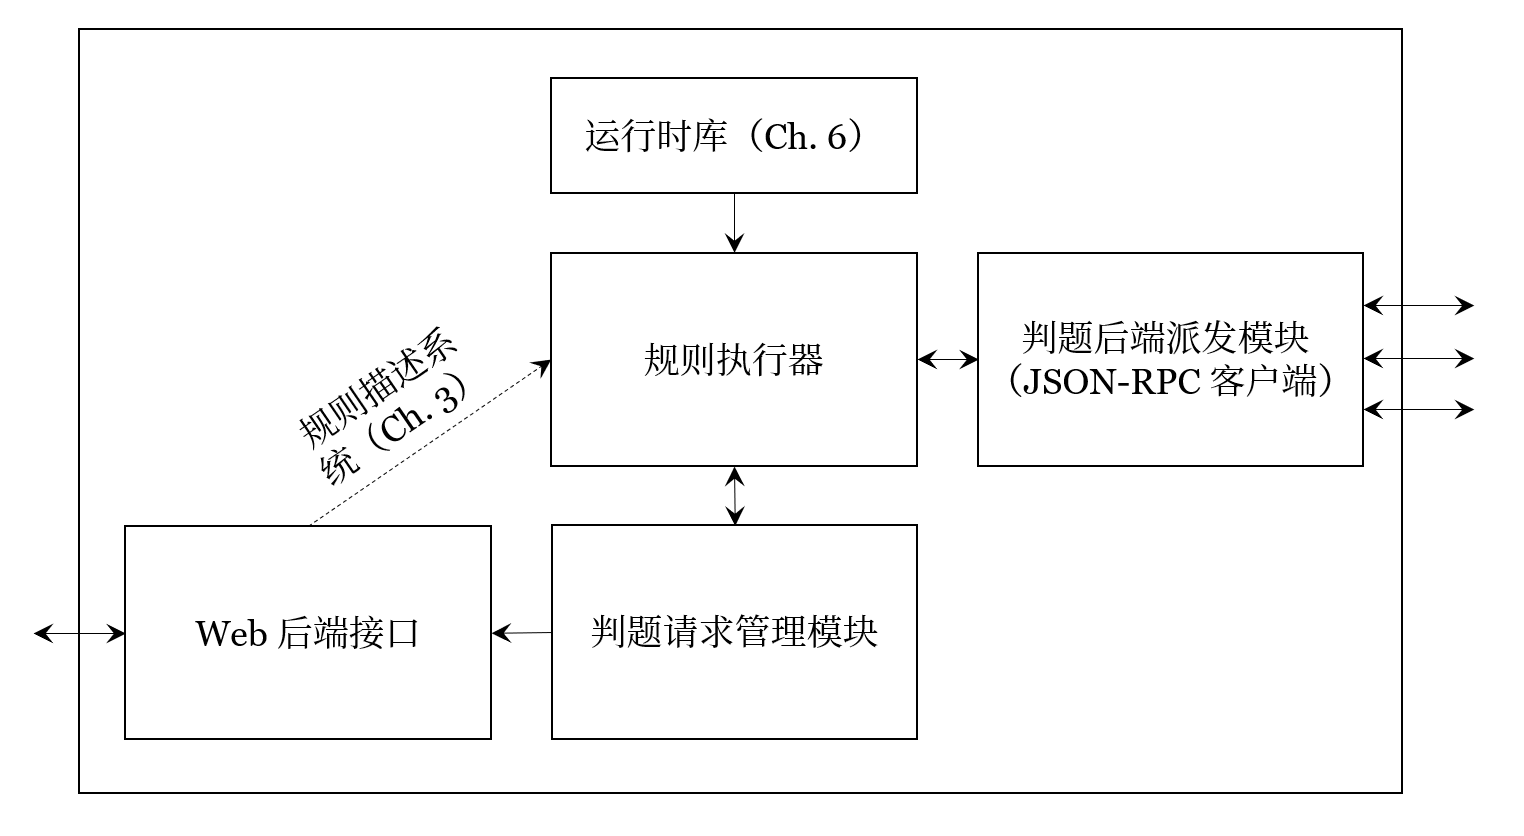 运行时库（Ch. 6）
规则描述系
统（Ch. 3）
规则执行器
判题后端派发模块
（JSON-RPC 客户端）
Web 后端接口
判题请求管理模块